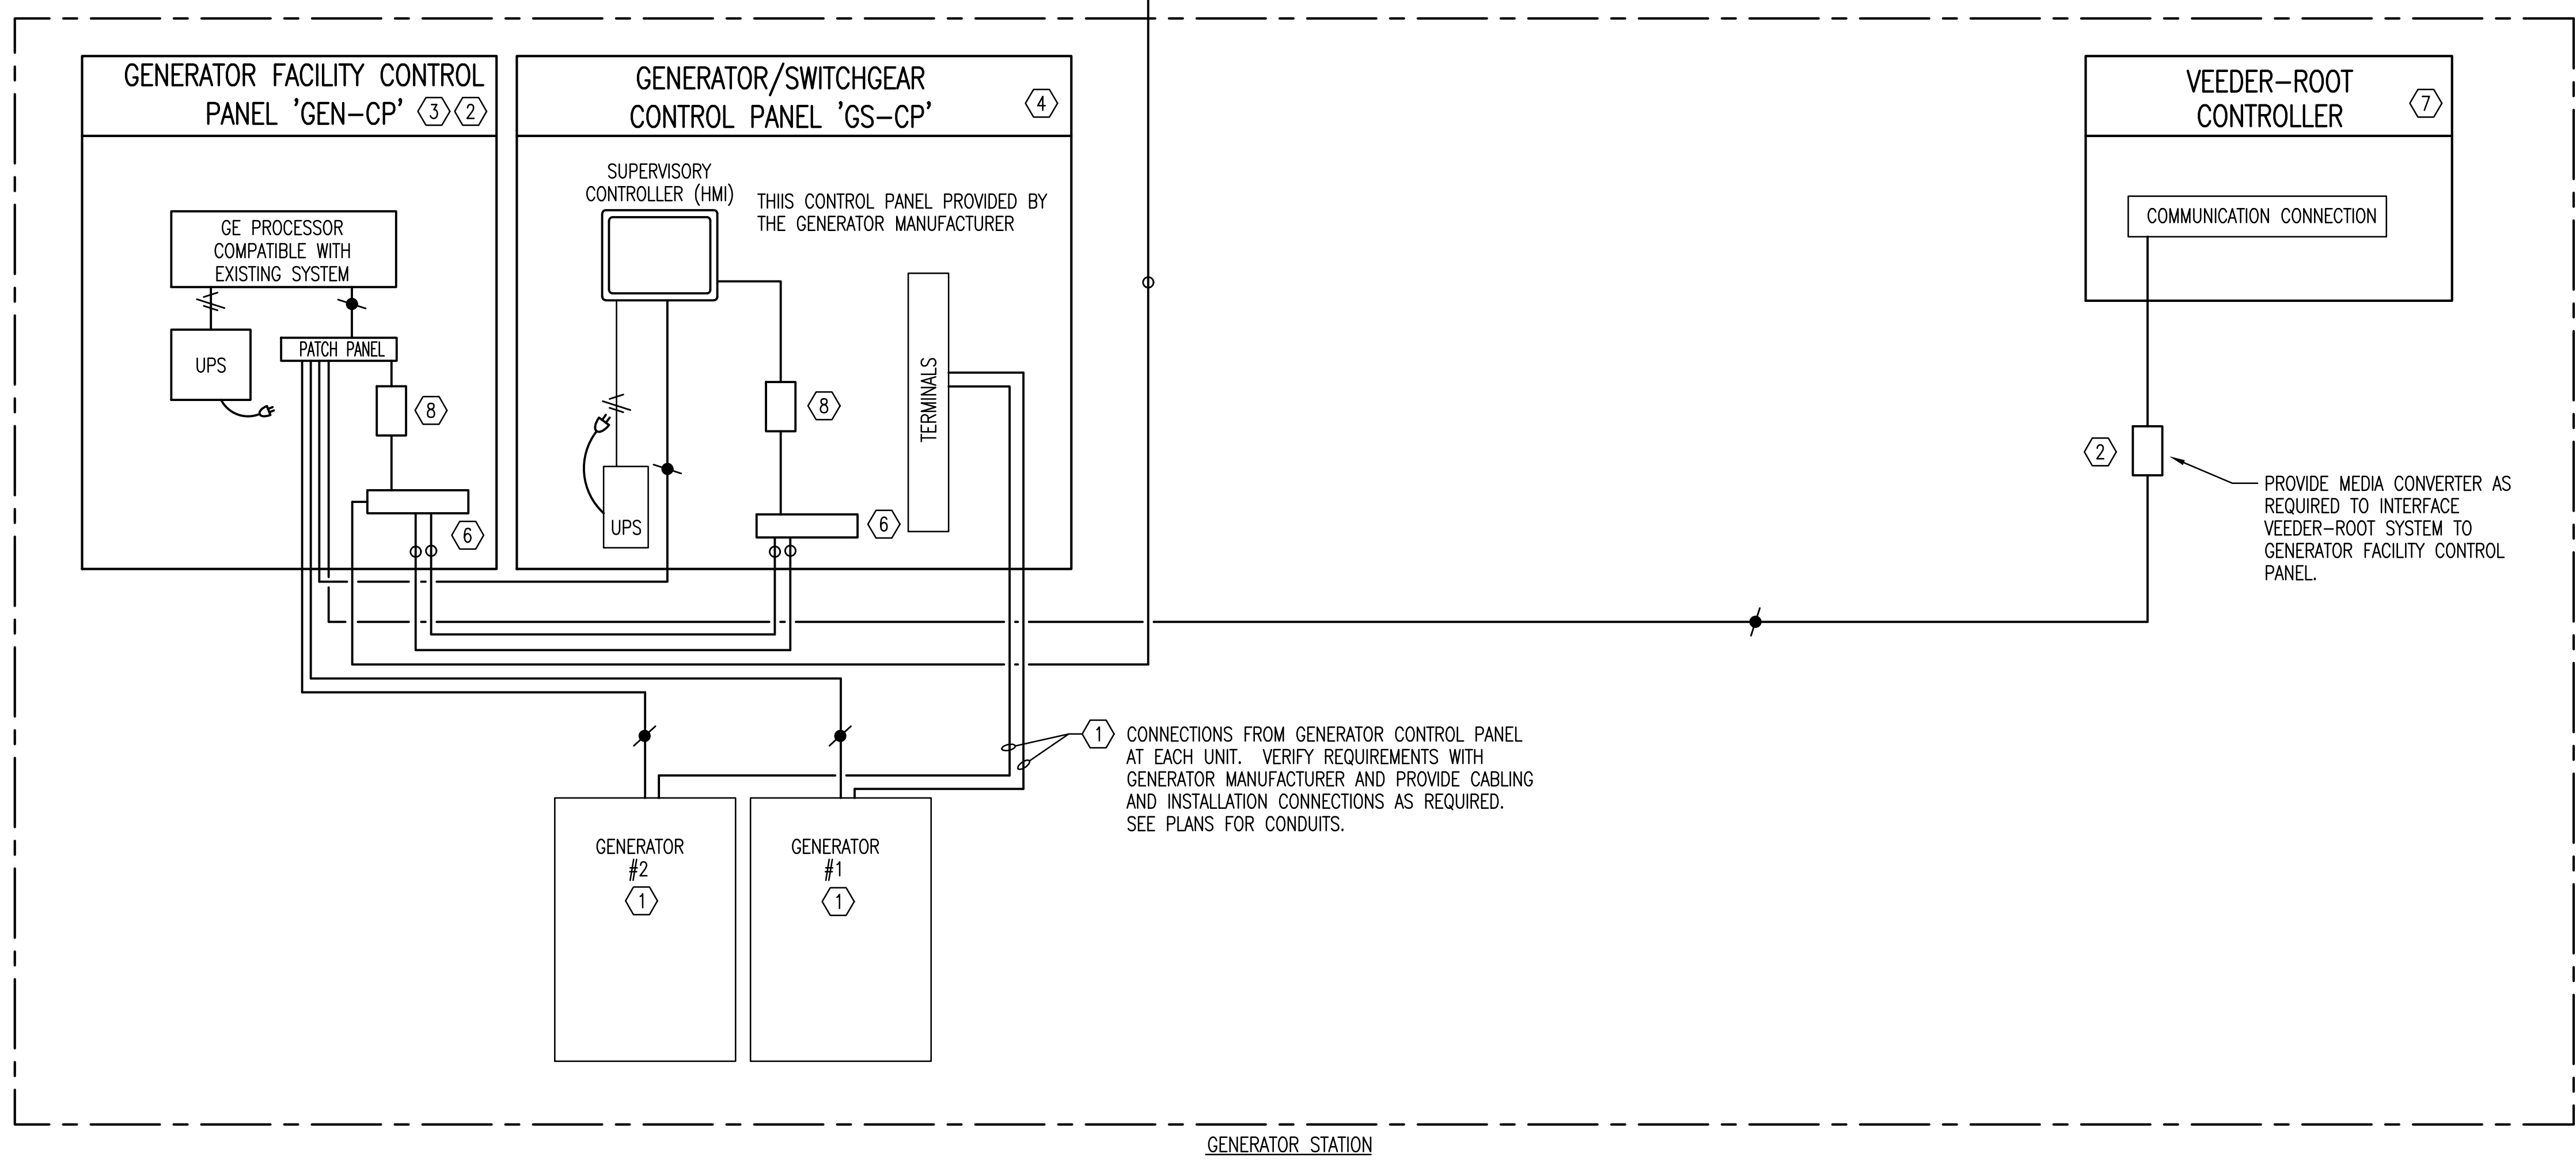 GENERATOR FACILITY CONTROL
PANEL 'GEN-CP' 3 2
GE PROCESSOR
COMPATIBLE WITH
EXISTING SYSTEM
UPS
PATCH PANEL
8
6
GENERATOR/SWITCHGEAR
CONTROL PANEL 'GS-CP'
4
SUPERVISORY
CONTROLLER (HMI)
THIIS CONTROL PANEL PROVIDED BY
THE GENERATOR MANUFACTURER
8
TERMINALS
UPS
6
VEEDER-ROOT
CONTROLLER
7
COMMUNICATION CONNECTION
2
PROVIDE MEDIA CONVERTER AS
REQUIRED TO INTERFACE
VEEDER-ROOT SYSTEM TO
GENERATOR FACILITY CONTROL
PANEL.
1
CONNECTIONS FROM GENERATOR CONTROL PANEL
AT EACH UNIT. VERIFY REQUIREMENTS WITH
GENERATOR MANUFACTURER AND PROVIDE CABLING
AND INSTALLATION CONNECTIONS AS REQUIRED.
SEE PLANS FOR CONDUITS.
GENERATOR
#2
1
GENERATOR
#1
1
GENERATOR STATION